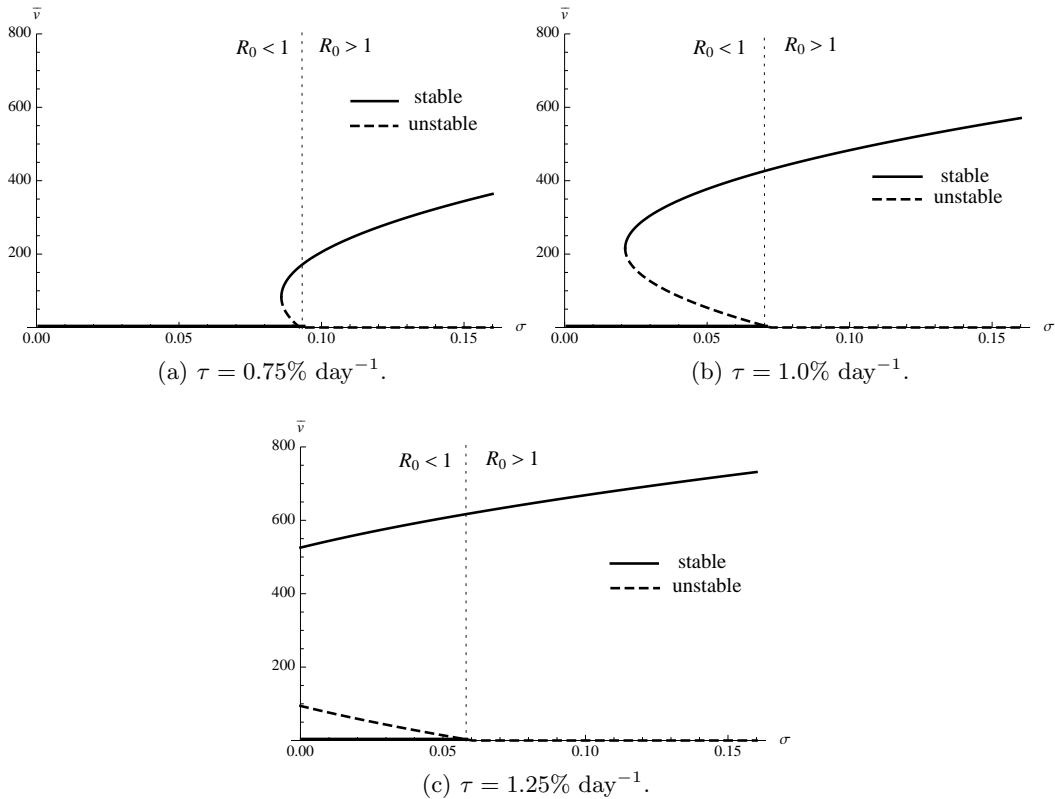 v̅
800
600
400
200
R₀ < 1
R₀ > 1
stable
unstable
0.00
0.05
0.10
0.15
σ
(a) τ = 0.75% day⁻¹.
v̅
800
600
400
200
R₀ < 1
R₀ > 1
stable
unstable
0.00
0.05
0.10
0.15
σ
(b) τ = 1.0% day⁻¹.
v̅
800
600
400
200
R₀ < 1
R₀ > 1
stable
unstable
0.00
0.05
0.10
0.15
σ
(c) τ = 1.25% day⁻¹.